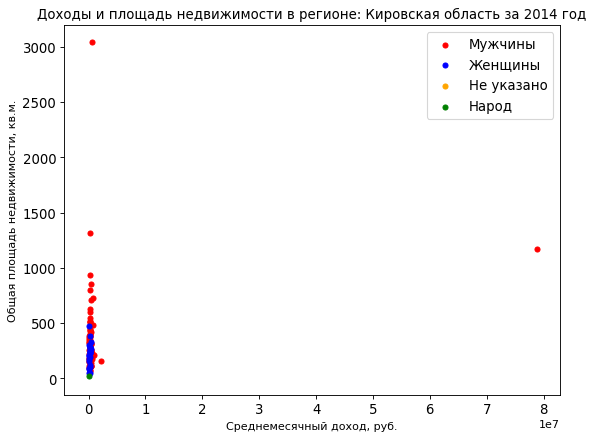 Доходы и площадь недвижимости в регионе: Кировская область за 2014 год
Общая площадь недвижимости, кв.м.
3000
2500
2000
1500
1000
500
0
Мужчины
Женщины
Не указано
Народ
0 1 2 3 4 5 6 7 8
1e7
Среднемесячный доход, руб.